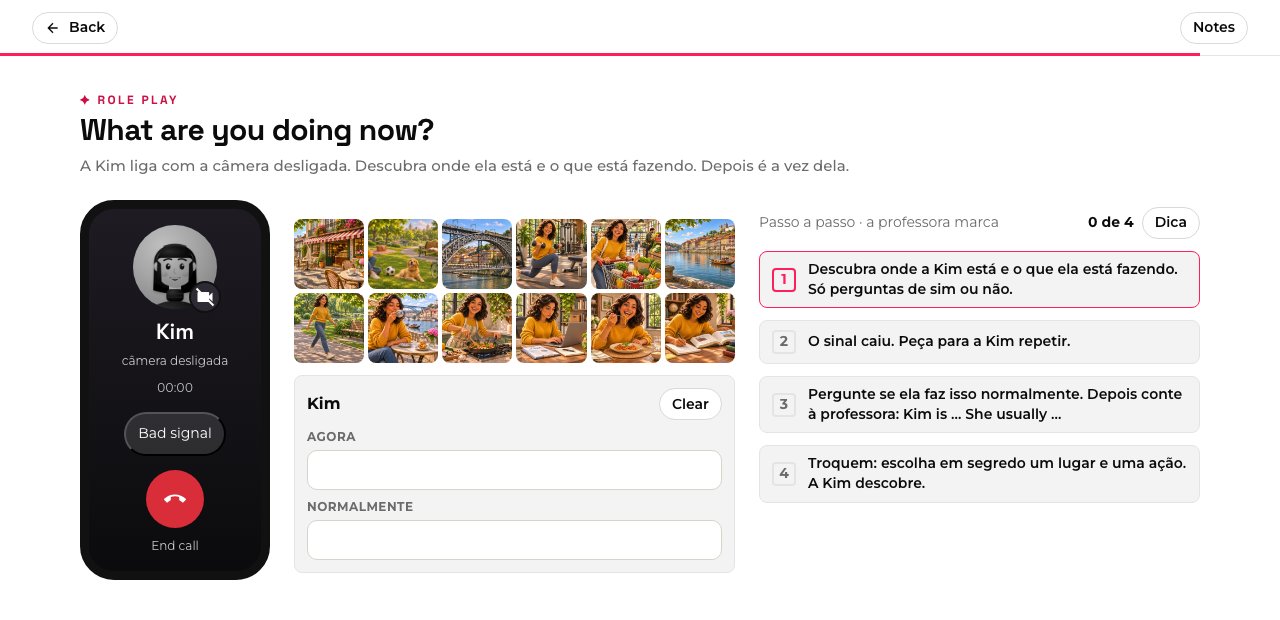 Back
Notes
ROLE PLAY
What are you doing now?
A Kim liga com a câmera desligada. Descubra onde ela está e o que está fazendo. Depois é a vez dela.
Kim
câmera desligada
00:00
Bad signal
End call
Kim
Clear
AGORA
NORMALMENTE
Passo a passo · a professora marca
0 de 4
Dica
1
Descubra onde a Kim está e o que ela está fazendo.
Só perguntas de sim ou não.
2
O sinal caiu. Peça para a Kim repetir.
3
Pergunte se ela faz isso normalmente. Depois conte
à professora: Kim is ... She usually ...
4
Troquem: escolha em segredo um lugar e uma ação.
A Kim descobre.